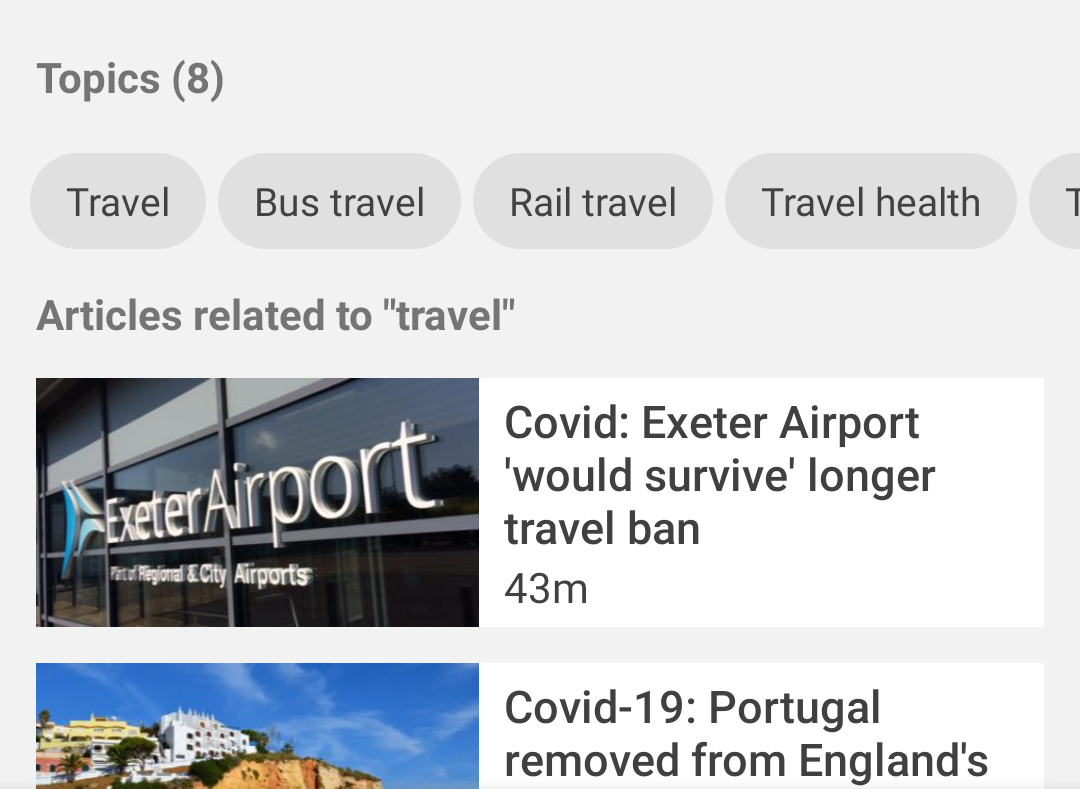 Topics (8)
Travel Bus travel Rail travel Travel health
Articles related to "travel"
ExeterAirport
Part of Regional & City Airports
Covid: Exeter Airport
'would survive' longer
travel ban
43m
Covid-19: Portugal
removed from England's